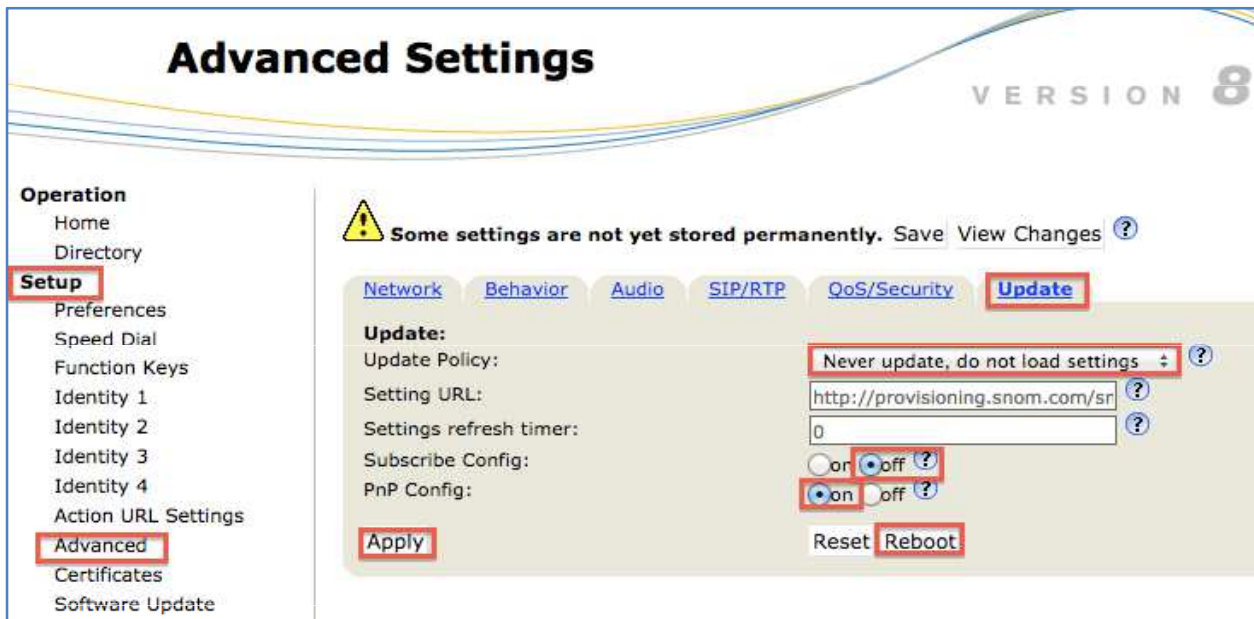 Advanced Settings
VERSION 8
Operation
Home
Directory
Setup
Preferences
Speed Dial
Function Keys
Identity 1
Identity 2
Identity 3
Identity 4
Action URL Settings
Advanced
Certificates
Software Update
Some settings are not yet stored permanently. Save View Changes ?
Network Behavior Audio SIP/RTP QoS/Security Update
Update:
Update Policy: Never update, do not load settings ?
Setting URL: http://provisioning.snom.com/sr ?
Settings refresh timer: 0 ?
Subscribe Config: on off ?
PnP Config: on off ?
Apply Reset Reboot